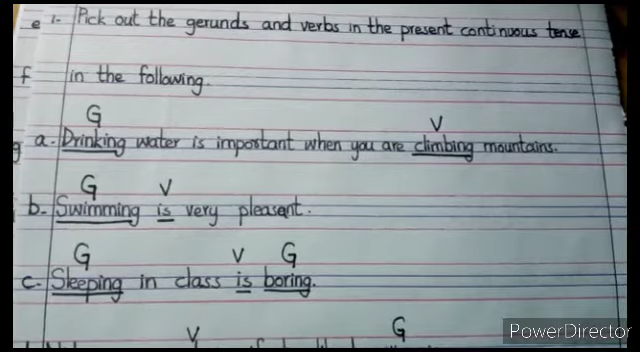 e 1- Pick out the gerunds and verbs in the present continuous tense
f in the following.
G V
g a- Drinking water is important when you are climbing mountains.
G V
b- Swimming is very pleasant.
G V G
c- Sleeping in class is boring.
V G
PowerDirector